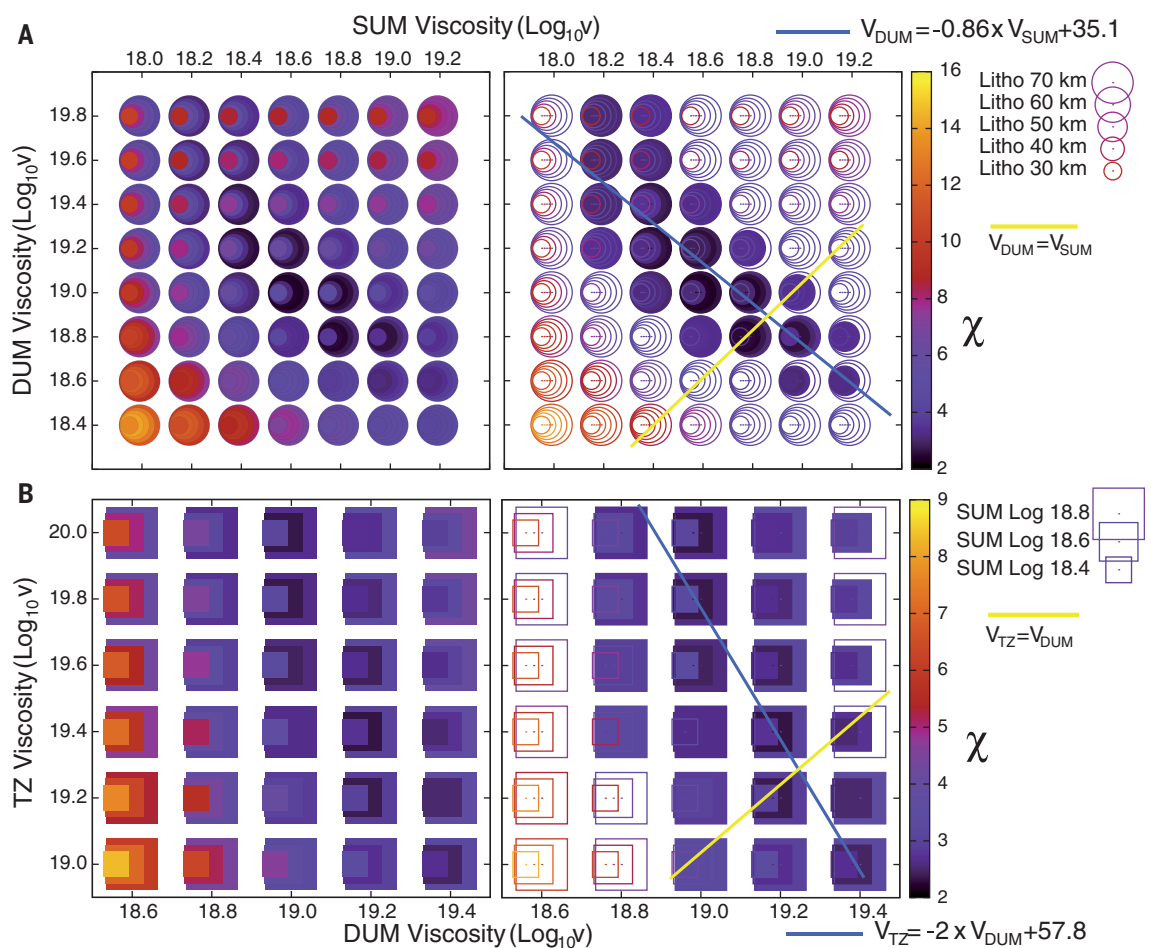 A
SUM Viscosity (Log10v)
V_DUM=-0.86x V_SUM+35.1
18.0 18.2 18.4 18.6 18.8 19.0 19.2
18.0 18.2 18.4 18.6 18.8 19.0 19.2
DUM Viscosity (Log10v)
19.8
19.6
19.4
19.2
19.0
18.8
18.6
18.4
16
14
12
10
8
6
4
2
χ
Litho 70 km
Litho 60 km
Litho 50 km
Litho 40 km
Litho 30 km
V_DUM=V_SUM
B
TZ Viscosity (Log10v)
20.0
19.8
19.6
19.4
19.2
19.0
18.6 18.8 19.0 19.2 19.4
18.6 18.8 19.0 19.2 19.4
DUM Viscosity (Log10v)
9
8
7
6
5
4
3
2
χ
SUM Log 18.8
SUM Log 18.6
SUM Log 18.4
V_TZ=V_DUM
V_TZ= -2 x V_DUM+57.8